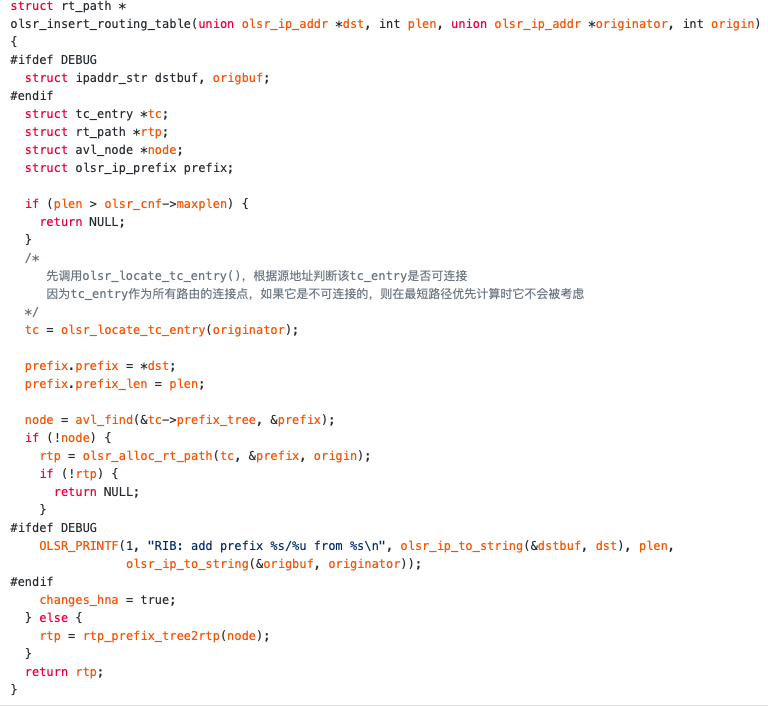 struct rt_path *
olsr_insert_routing_table(union olsr_ip_addr *dst, int plen, union olsr_ip_addr *originator, int origin)
{
#ifdef DEBUG
  struct ipaddr_str dstbuf, origbuf;
#endif
  struct tc_entry *tc;
  struct rt_path *rtp;
  struct avl_node *node;
  struct olsr_ip_prefix prefix;

  if (plen > olsr_cnf->maxplen) {
    return NULL;
  }
  /*
     先调用olsr_locate_tc_entry()，根据源地址判断该tc_entry是否可连接
     因为tc_entry作为所有路由的连接点，如果它是不可连接的，则在最短路径优先计算时它不会被考虑
  */
  tc = olsr_locate_tc_entry(originator);

  prefix.prefix = *dst;
  prefix.prefix_len = plen;

  node = avl_find(&tc->prefix_tree, &prefix);
  if (!node) {
    rtp = olsr_alloc_rt_path(tc, &prefix, origin);
    if (!rtp) {
      return NULL;
    }
#ifdef DEBUG
    OLSR_PRINTF(1, "RIB: add prefix %s/%u from %s\n", olsr_ip_to_string(&dstbuf, dst), plen,
                olsr_ip_to_string(&origbuf, originator));
#endif
    changes_hna = true;
  } else {
    rtp = rtp_prefix_tree2rtp(node);
  }
  return rtp;
}